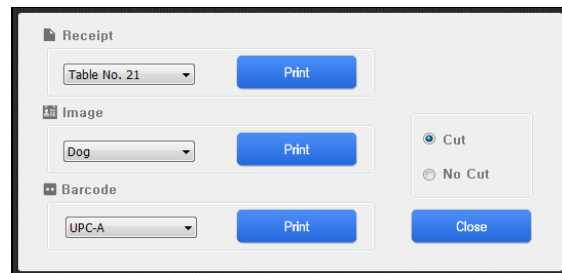 Receipt
Table No. 21
Print
Image
Dog
Print
Cut
No Cut
Barcode
UPC-A
Print
Close